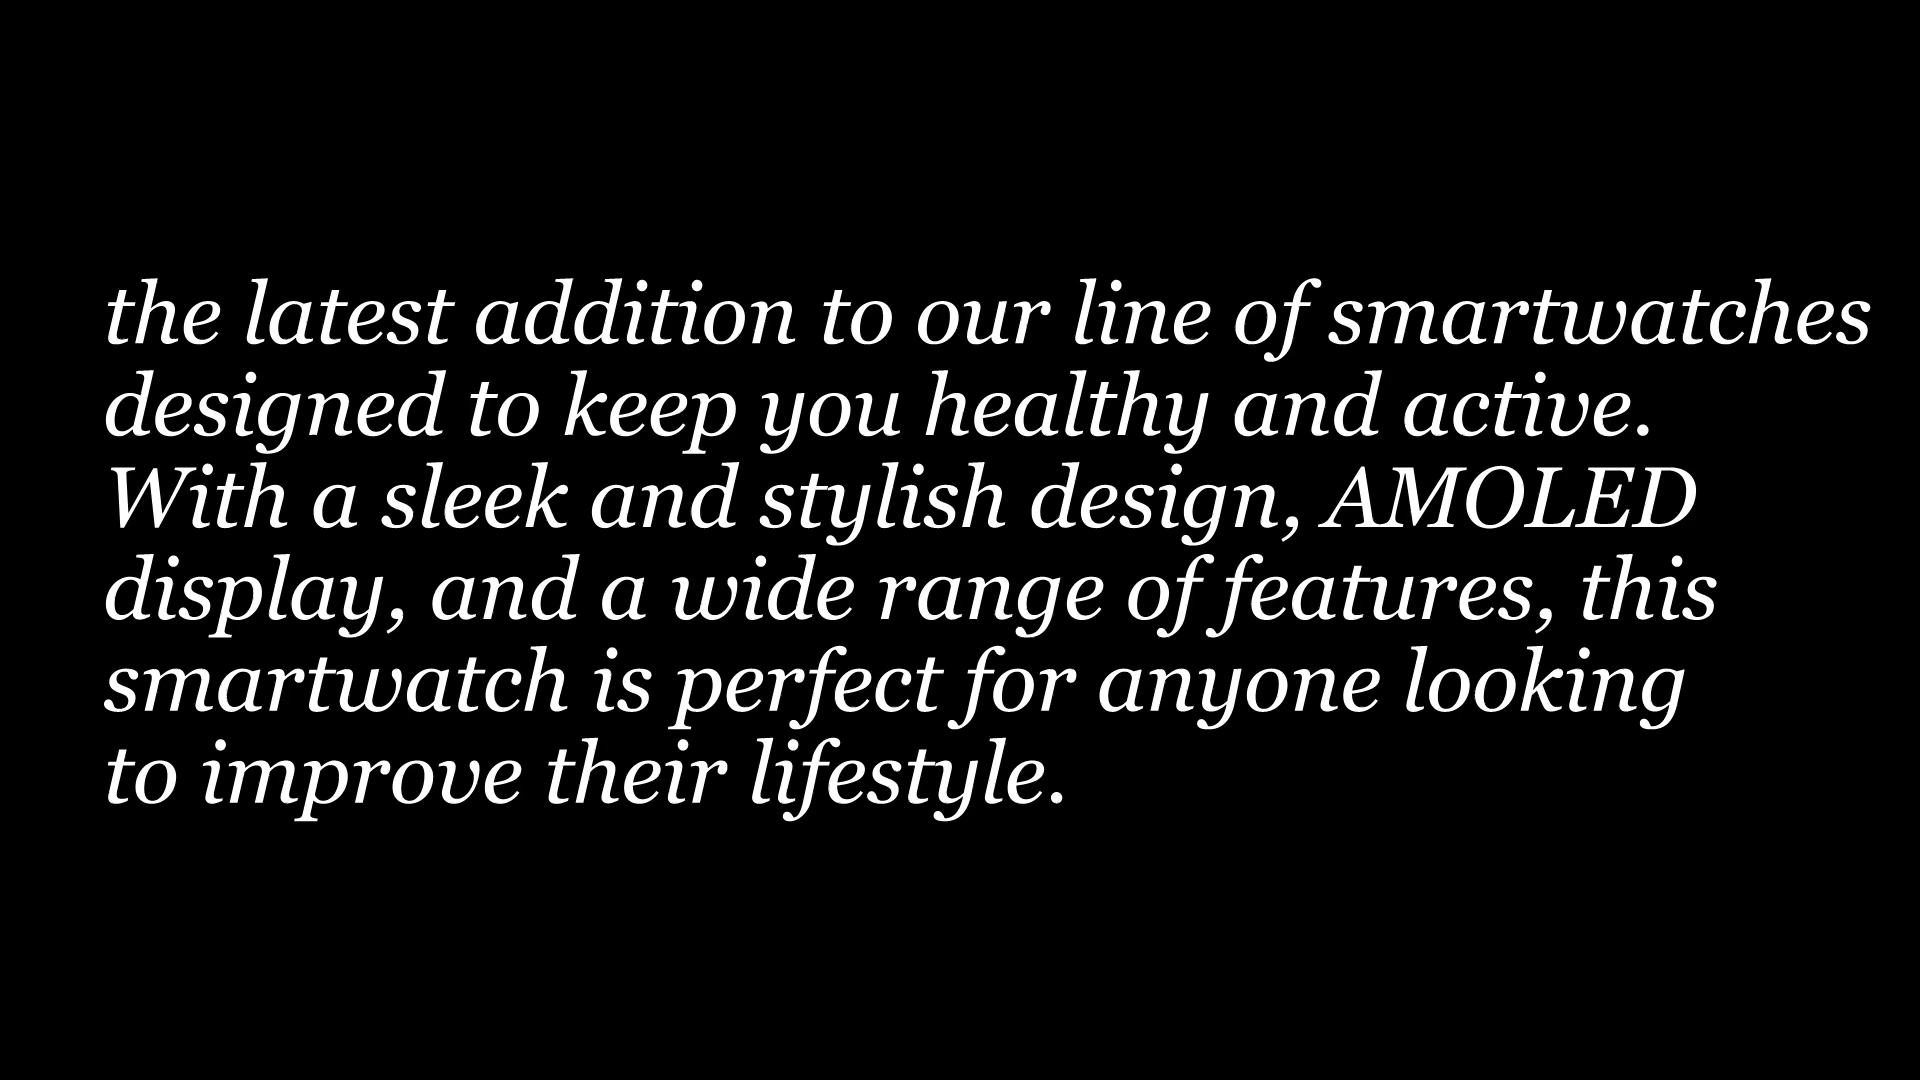 the latest addition to our line of smartwatches
designed to keep you healthy and active.
With a sleek and stylish design, AMOLED
display, and a wide range of features, this
smartwatch is perfect for anyone looking
to improve their lifestyle.